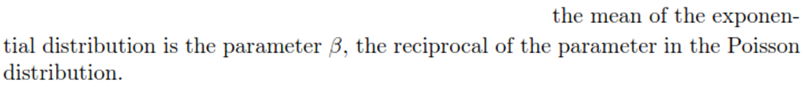 the mean of the exponen-
tial distribution is the parameter β, the reciprocal of the parameter in the Poisson
distribution.